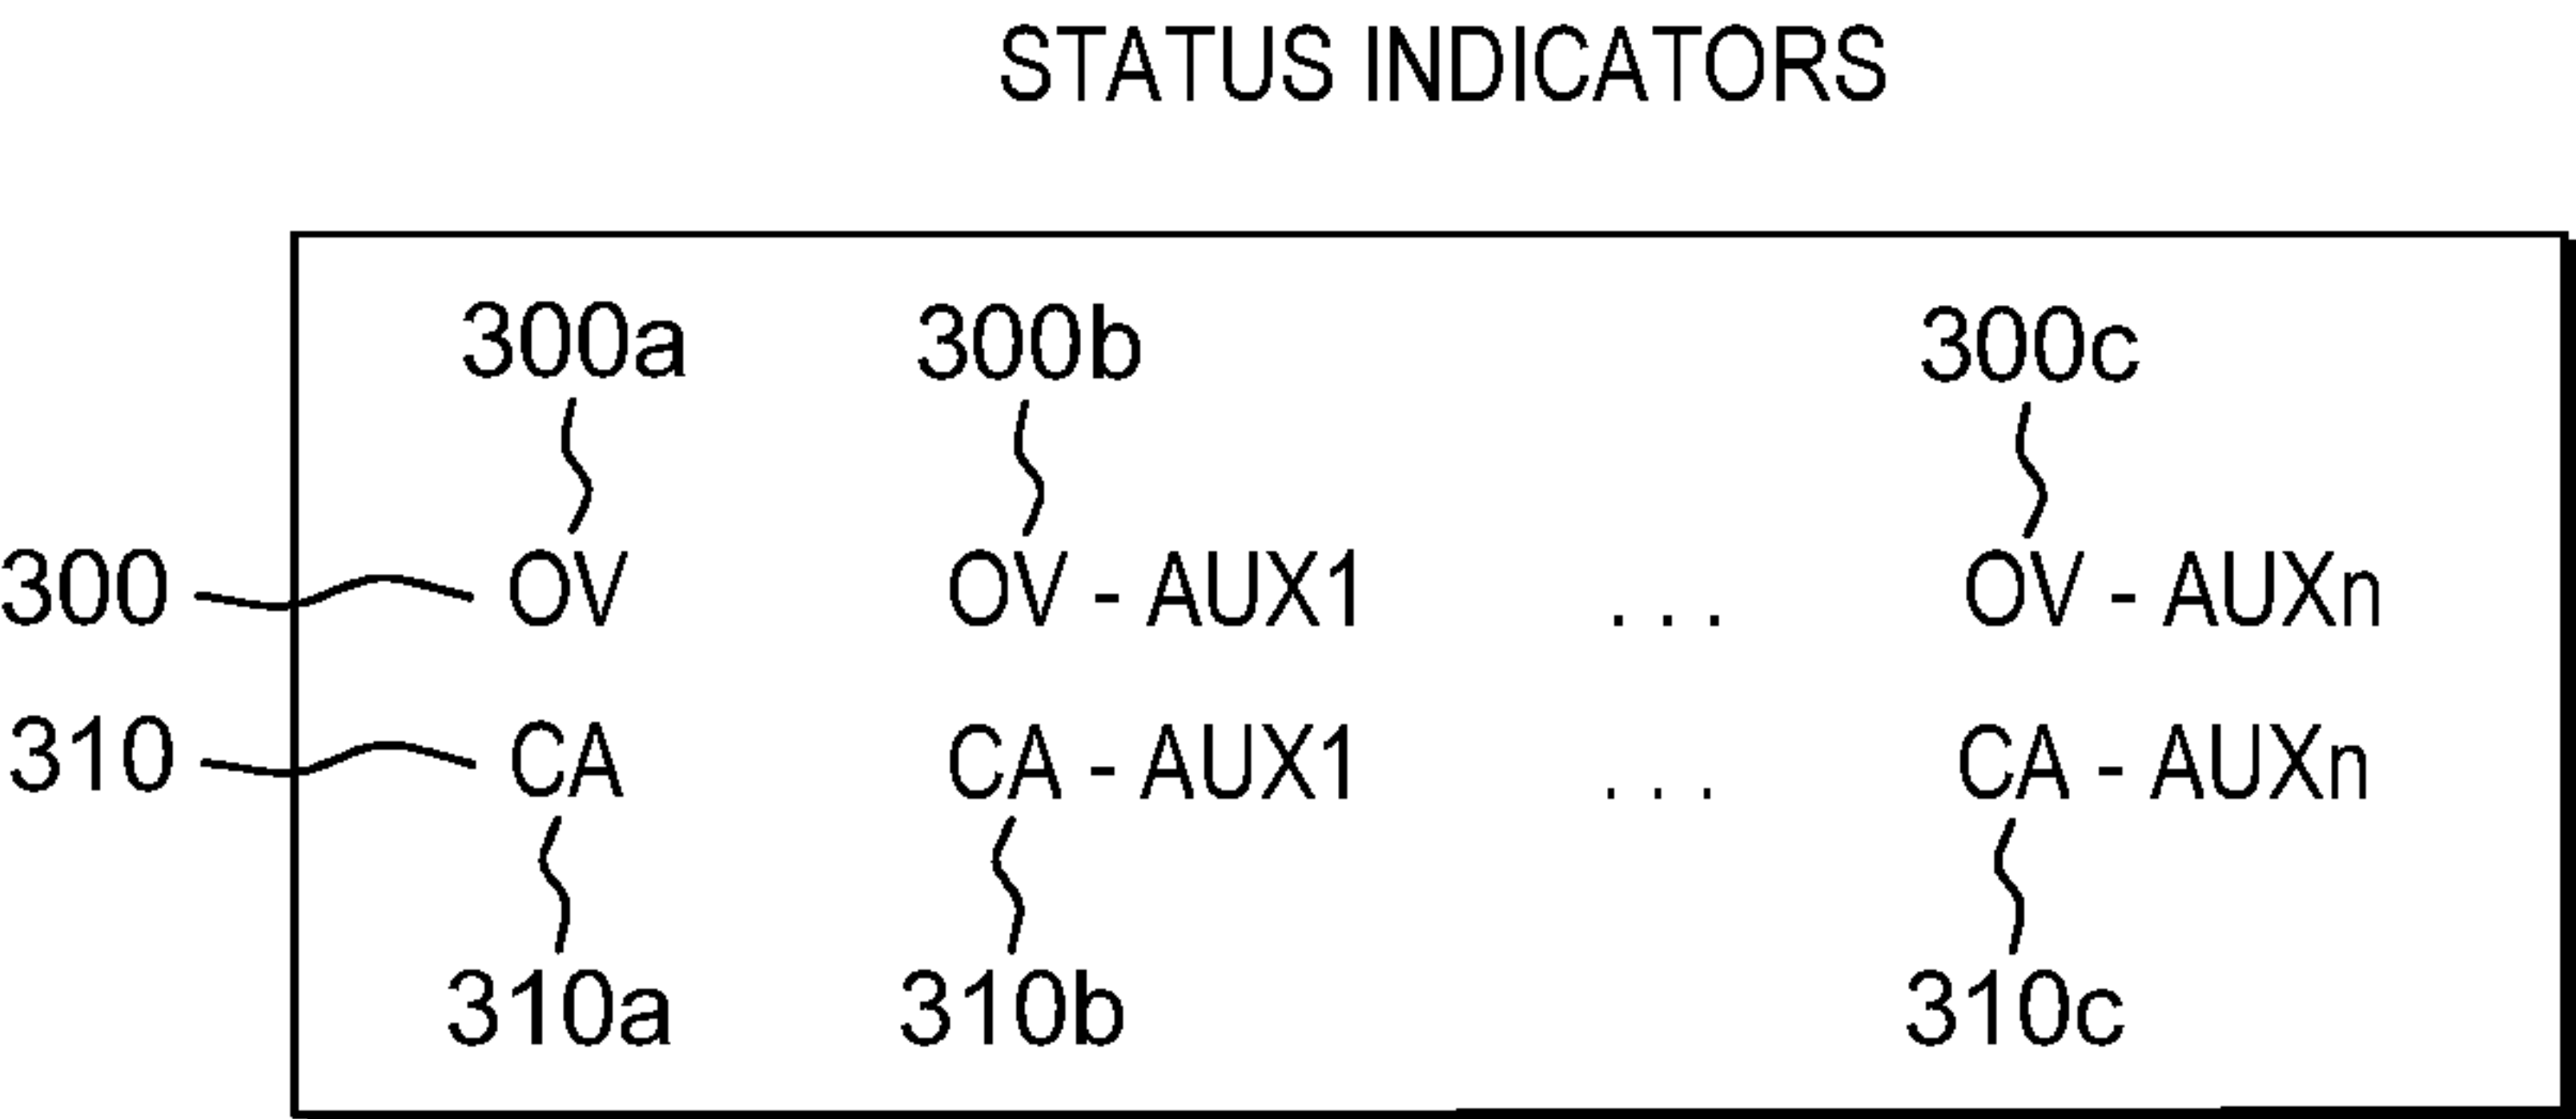 STATUS INDICATORS
300a 300b 300c
300 OV OV - AUX1 . . . OV - AUXn
310 CA CA - AUX1 . . . CA - AUXn
310a 310b 310c